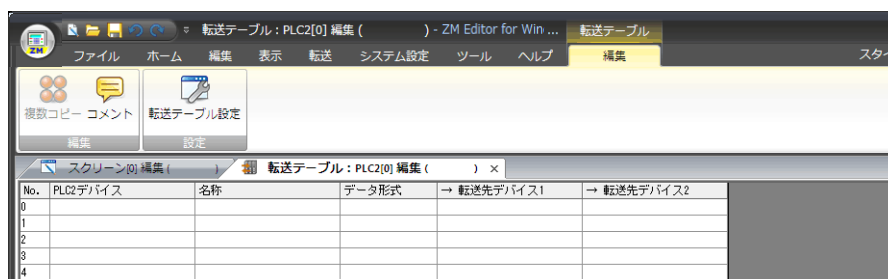 転送テーブル : PLC2[0] 編集 ( ) - ZM Editor for Win ... 転送テーブル
ZM ファイル ホーム 編集 表示 転送 システム設定 ツール ヘルプ 編集 スタ
複数コピー コメント 転送テーブル設定
編集 設定
スクリーン[0] 編集 ( ) 転送テーブル : PLC2[0] 編集 ( ) ×
No. PLC2デバイス 名称 データ形式 → 転送先デバイス1 → 転送先デバイス2
0
1
2
3
4